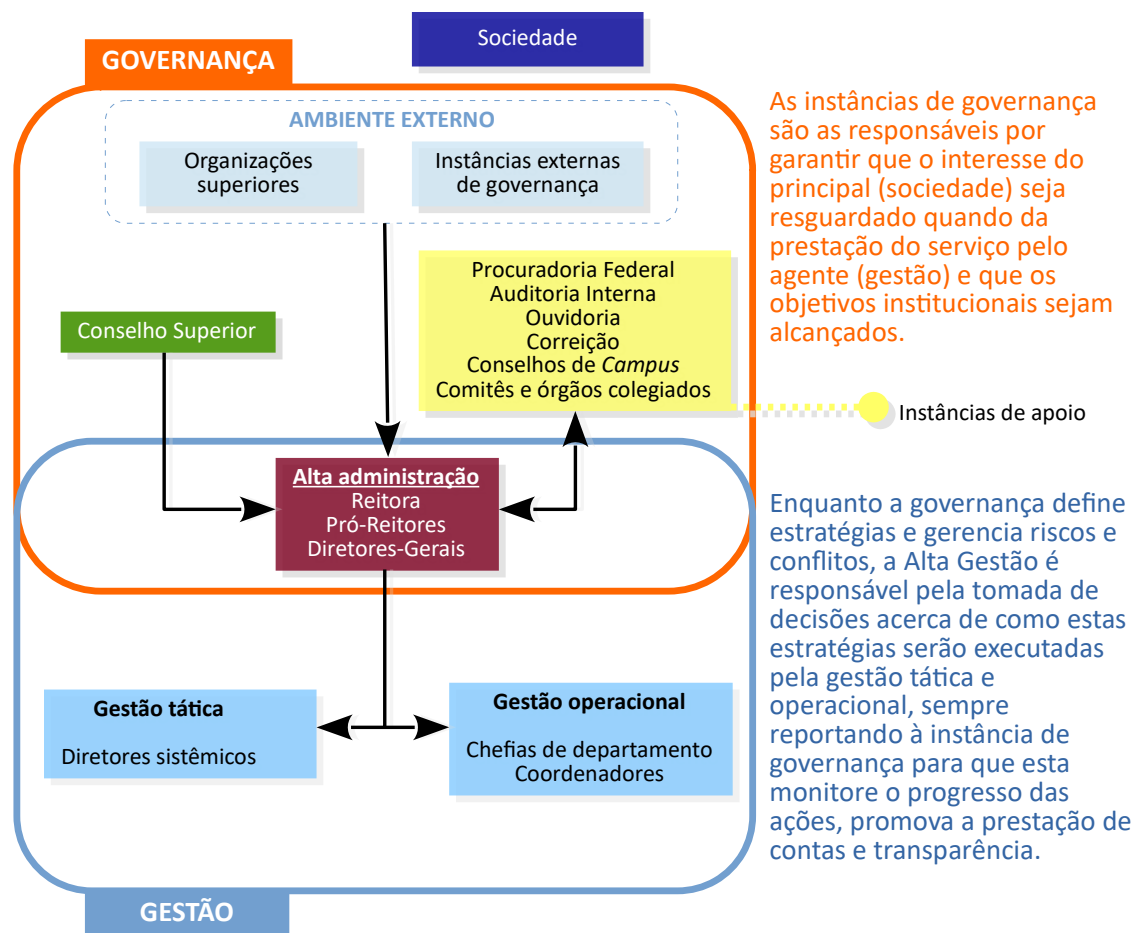 Sociedade
GOVERNANÇA
AMBIENTE EXTERNO
Organizações
superiores
Instâncias externas
de governança
As instâncias de governança
são as responsáveis por
garantir que o interesse do
principal (sociedade) seja
resguardado quando da
prestação do serviço pelo
agente (gestão) e que os
objetivos institucionais sejam
alcançados.
Conselho Superior
Procuradoria Federal
Auditoria Interna
Ouvidoria
Correição
Conselhos de Campus
Comitês e órgãos colegiados
Instâncias de apoio
Alta administração
Reitora
Pró-Reitores
Diretores-Gerais
Enquanto a governança define
estratégias e gerencia riscos e
conflitos, a Alta Gestão é
responsável pela tomada de
decisões acerca de como estas
estratégias serão executadas
pela gestão tática e
operacional, sempre
reportando à instância de
governança para que esta
monitore o progresso das
ações, promova a prestação de
contas e transparência.
Gestão tática
Diretores sistêmicos
Gestão operacional
Chefias de departamento
Coordenadores
GESTÃO